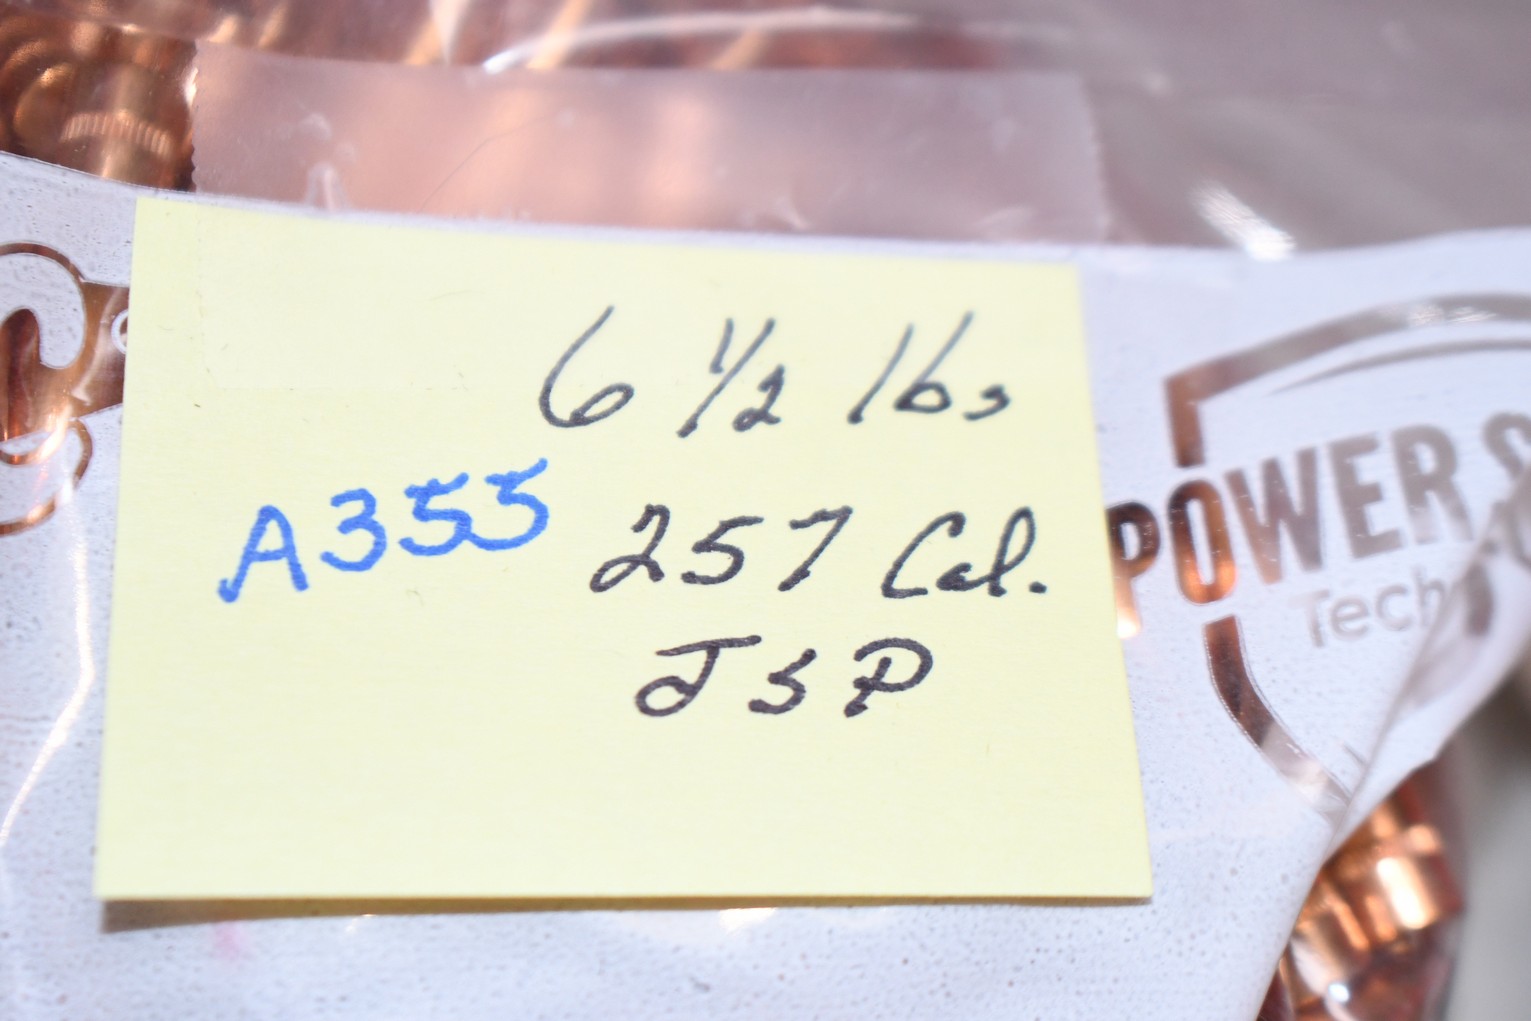 6 1/2 lbs
A355 257 Cal.
JSP
POWER &
Tech